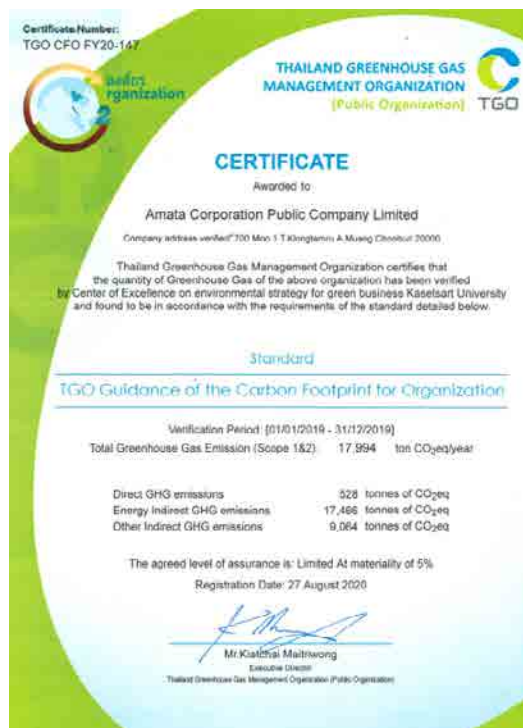 Certificate Number:
TGO CFO FY20-147
rganization
2
THAILAND GREENHOUSE GAS
MANAGEMENT ORGANIZATION
(Public Organization)
TGO
CERTIFICATE
Awarded to
Amata Corporation Public Company Limited
Company address verified 700 Moo 1 T.Klongtamru A.Muang Chonburi 20000
Thailand Greenhouse Gas Management Organization certifies that
the quantity of Greenhouse Gas of the above organization has been verified
by Center of Excellence on environmental strategy for green business Kasetsart University
and found to be in accordance with the requirements of the standard detailed below.
Standard
TGO Guidance of the Carbon Footprint for Organization
Verification Period: [01/01/2019 - 31/12/2019]
Total Greenhouse Gas Emission (Scope 1&2) 17,994 ton CO₂eq/year
Direct GHG emissions 528 tonnes of CO₂eq
Energy Indirect GHG emissions 17,466 tonnes of CO₂eq
Other Indirect GHG emissions 9,064 tonnes of CO₂eq
The agreed level of assurance is: Limited At materiality of 5%
Registration Date: 27 August 2020
Mr.Kiatchai Maitriwong
Executive Director
Thailand Greenhouse Gas Management Organization (Public Organization)